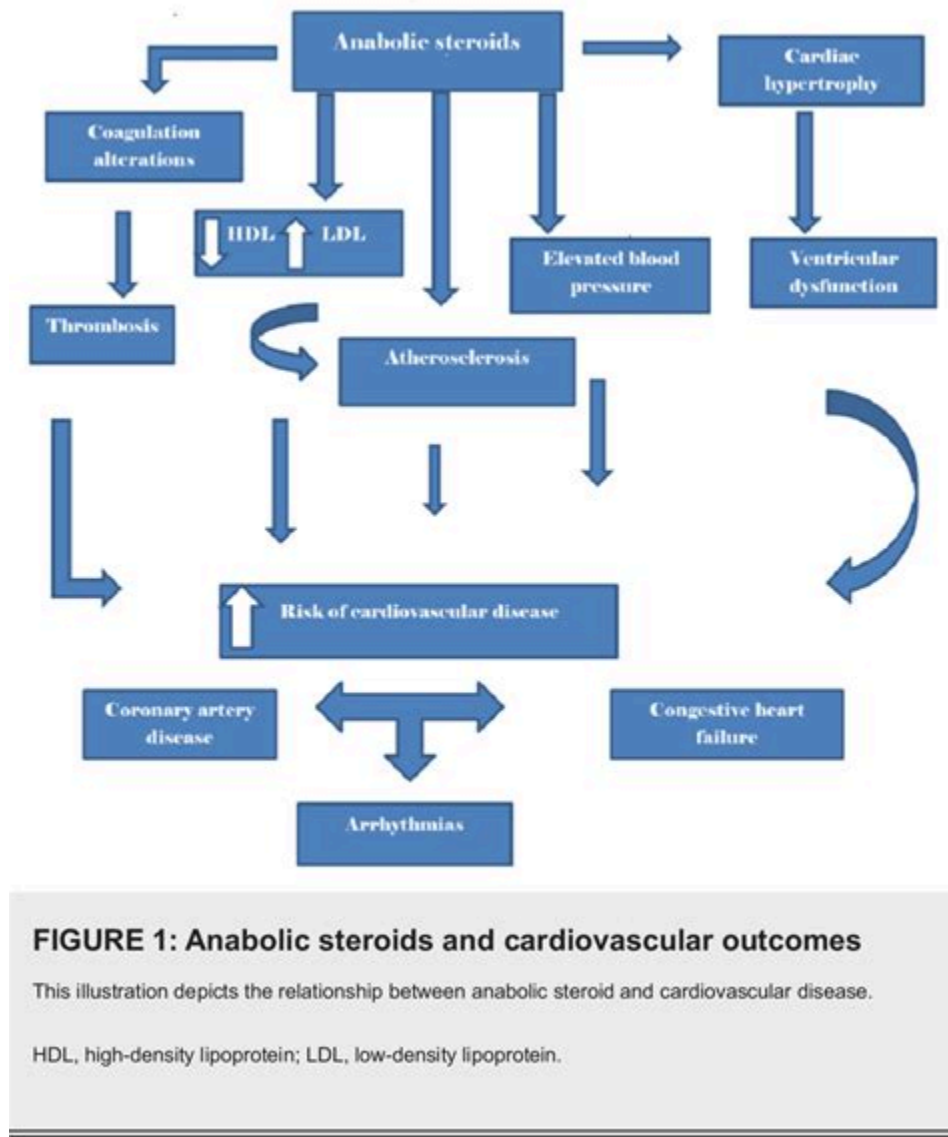 Anabolic steroids
Cardiac
hypertrophy
Coagulation
alterations
HDL LDL
Elevated blood
pressure
Ventricular
dysfunction
Thrombosis
Atherosclerosis
Risk of cardiovascular disease
Coronary artery
disease
Congestive heart
failure
Arrhythmias
FIGURE 1: Anabolic steroids and cardiovascular outcomes
This illustration depicts the relationship between anabolic steroid and cardiovascular disease.
HDL, high-density lipoprotein; LDL, low-density lipoprotein.